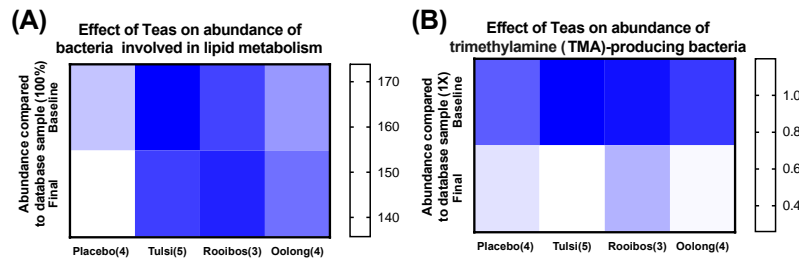 (A)
Effect of Teas on abundance of
bacteria involved in lipid metabolism
Abundance compared
to database sample (100%)
Baseline
Final
170
160
150
140
Placebo(4) Tulsi(5) Rooibos(3) Oolong(4)
(B)
Effect of Teas on abundance of
trimethylamine (TMA)-producing bacteria
Abundance compared
to database sample (1X)
Baseline
Final
1.0
0.8
0.6
0.4
Placebo(4) Tulsi(5) Rooibos(3) Oolong(4)